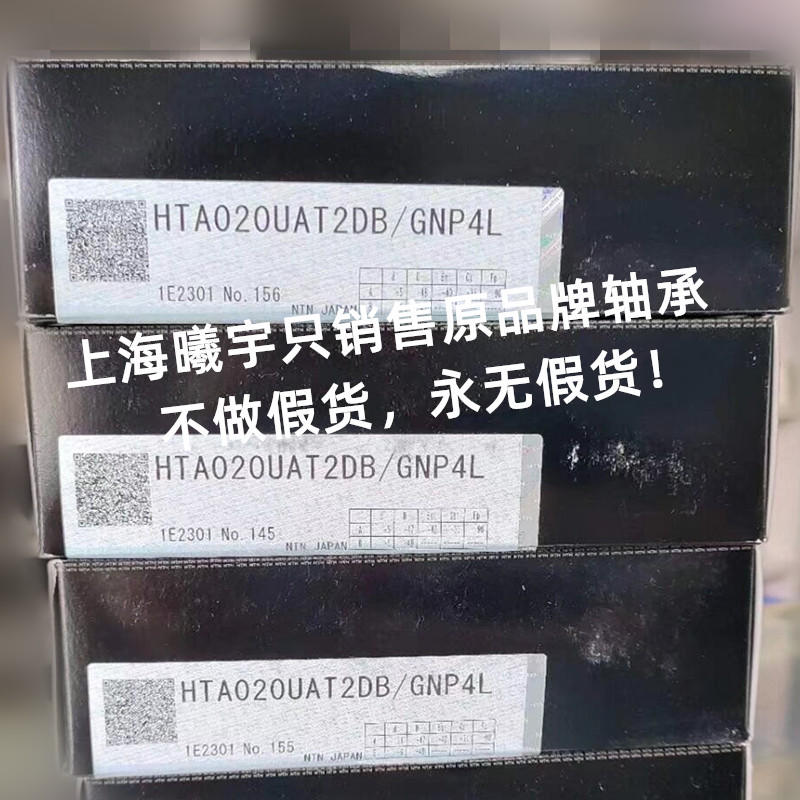 HTA020UAT2DB/GNP4L
1E2301 No. 156
NTN JAPAN
上海曦宇只销售原品牌轴承
不做假货，永无假货！
HTA020UAT2DB/GNP4L
1E2301 No. 145
NTN JAPAN
HTA020UAT2DB/GNP4L
1E2301 No. 155
NTN JAPAN